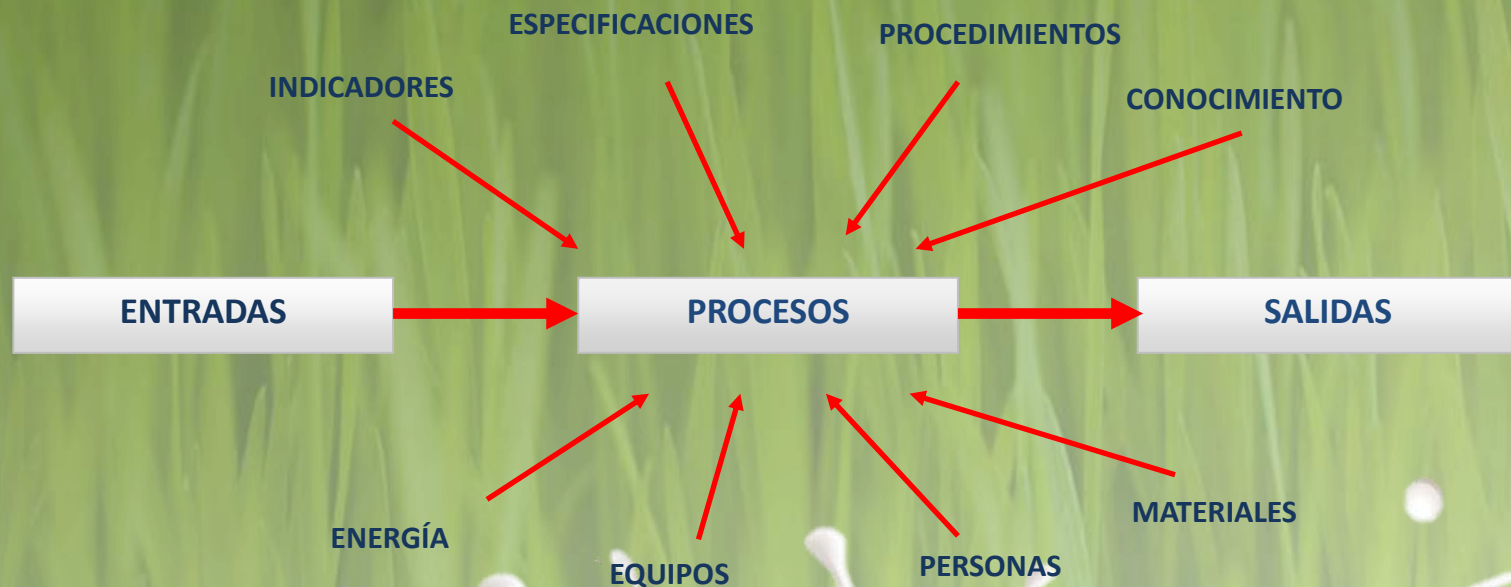 ESPECIFICACIONES
PROCEDIMIENTOS
INDICADORES
CONOCIMIENTO
ENTRADAS
PROCESOS
SALIDAS
ENERGÍA
EQUIPOS
PERSONAS
MATERIALES